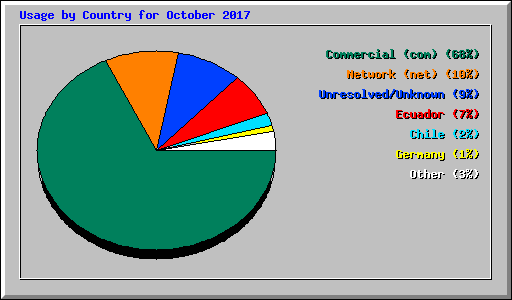 Usage by Country for October 2017
Commercial (com) (68%)
Network (net) (10%)
Unresolved/Unknown (9%)
Ecuador (7%)
Chile (2%)
Germany (1%)
Other (3%)